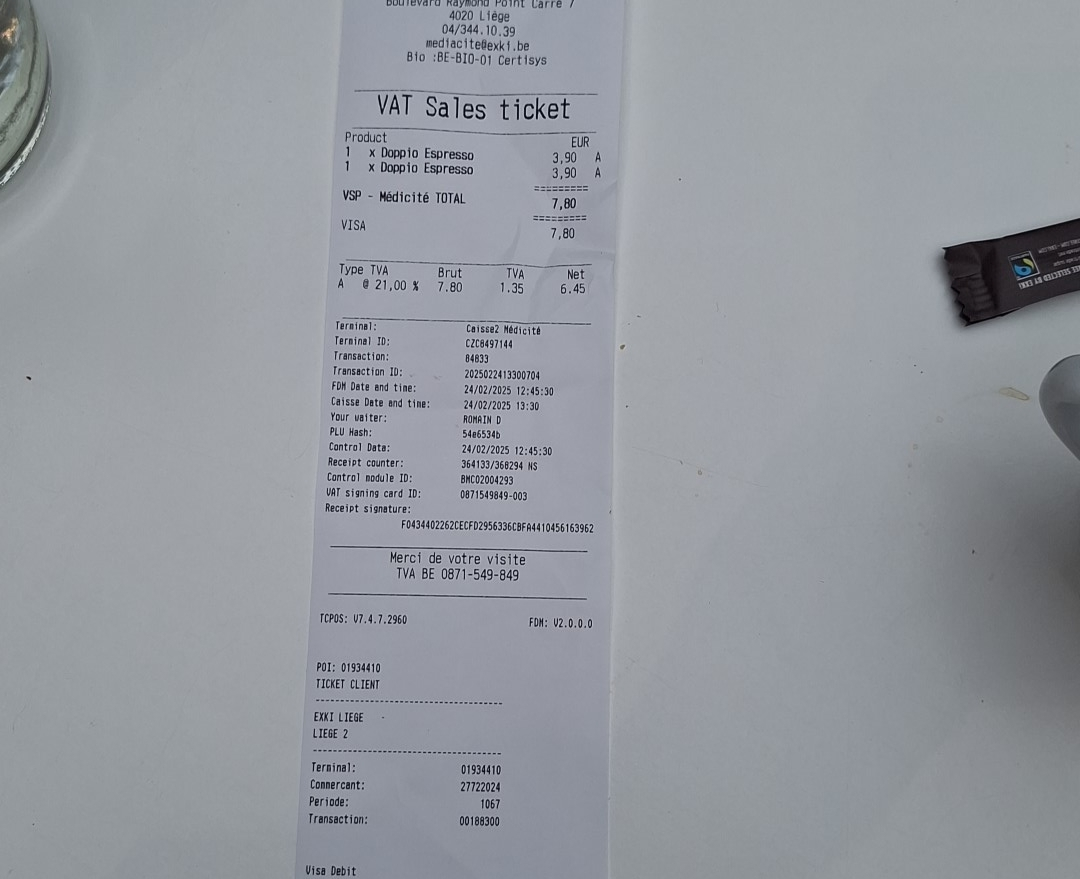 Boulevard Raymond Point Carré 7
4020 Liège
04/344.10.39
mediacite@exki.be
Bio :BE-BIO-01 Certisys
VAT Sales ticket
Product EUR
1 x Doppio Espresso 3,90 A
1 x Doppio Espresso 3,90 A
=========
VSP - Médicité TOTAL 7,80
=========
VISA 7,80
Type TVA Brut TVA Net
A @ 21,00 % 7.80 1.35 6.45
Terminal: Caisse2 Médicité
Terminal ID: CZC8497144
Transaction: 84833
Transaction ID: 2025022413300704
FDM Date and time: 24/02/2025 12:45:30
Caisse Date and time: 24/02/2025 13:30
Your waiter: ROMAIN D
PLU Hash: 54e6534b
Control Data: 24/02/2025 12:45:30
Receipt counter: 364133/368294 NS
Control module ID: BMC02004293
VAT signing card ID: 0871549849-003
Receipt signature:
F0434402262CECFD2956336CBFA4410456163962
Merci de votre visite
TVA BE 0871-549-849
TCPOS: V7.4.7.2960 FDM: V2.0.0.0
POI: 01934410
TICKET CLIENT
--------------------------------
EXKI LIEGE
LIEGE 2
--------------------------------
Terminal: 01934410
Commercant: 27722024
Periode: 1067
Transaction: 00188300
Visa Debit
SELECTED BY EXKI